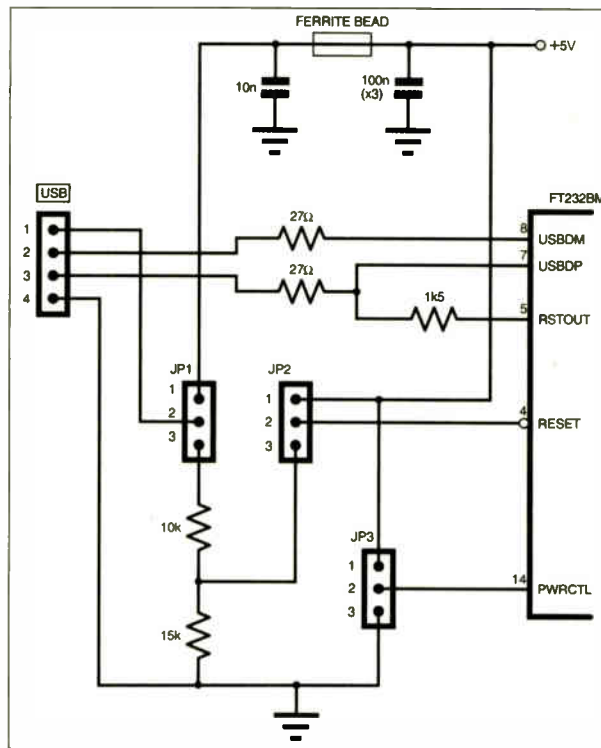 FERRITE BEAD
+5V
10n
100n
(x3)
USB
FT232BM
1
2
3
4
27Ω
8
USBDM
7
USBDP
27Ω
1k5
5
RSTOUT
JP1
1
2
3
JP2
1
2
3
4
RESET
10k
JP3
1
2
3
14
PWRCTL
15k